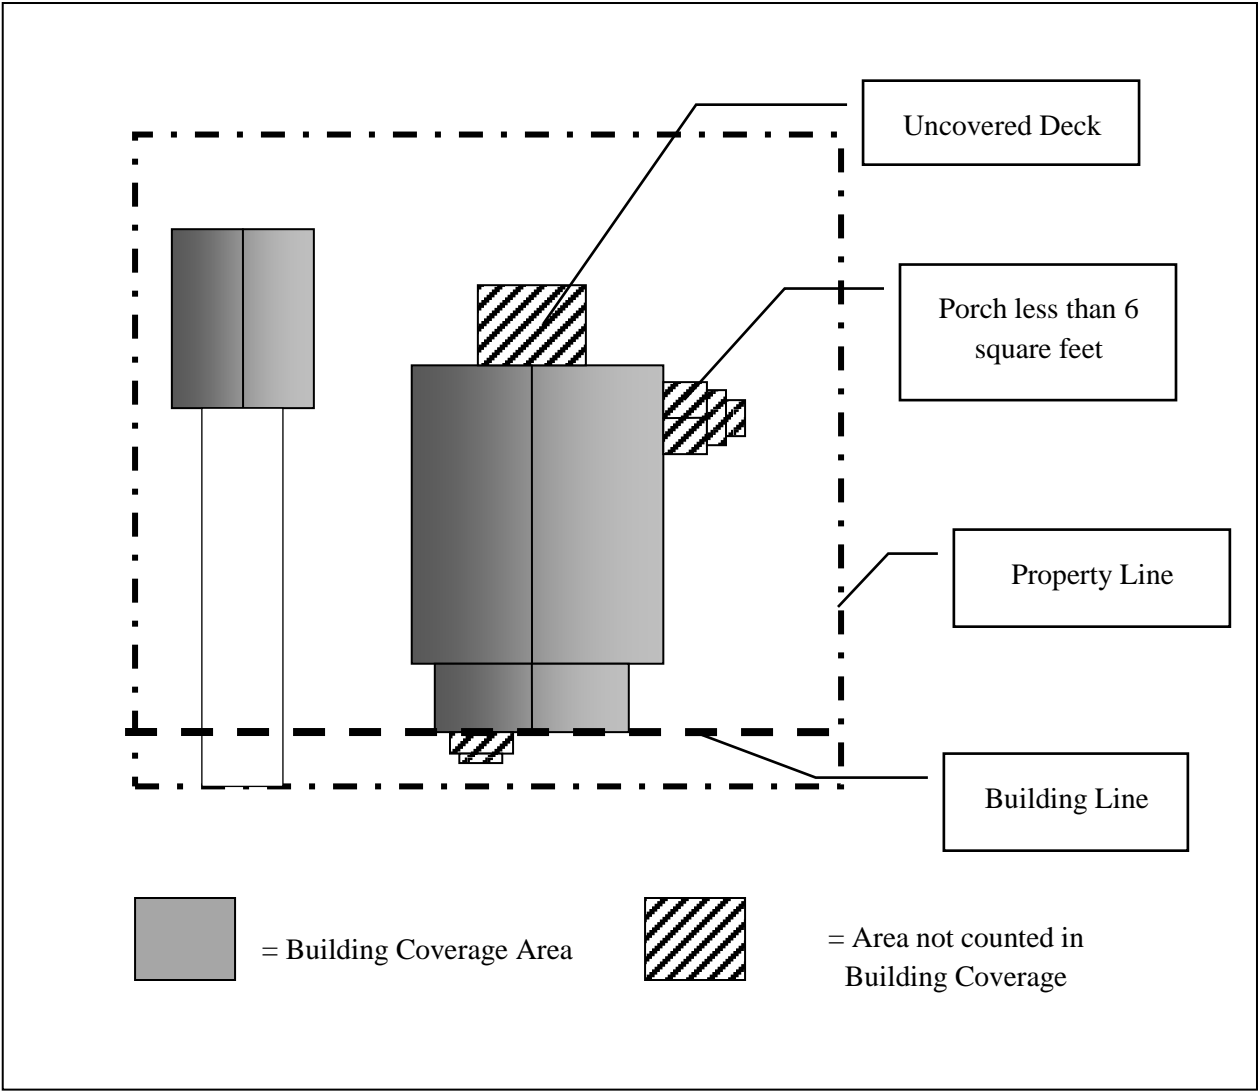 Uncovered Deck
Porch less than 6
square feet
Property Line
Building Line
= Building Coverage Area
= Area not counted in
Building Coverage